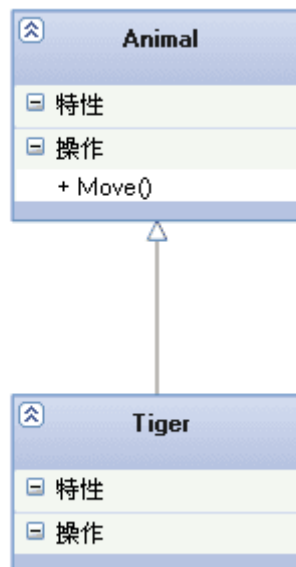 Animal
特性
操作
+ Move()
Tiger
特性
操作